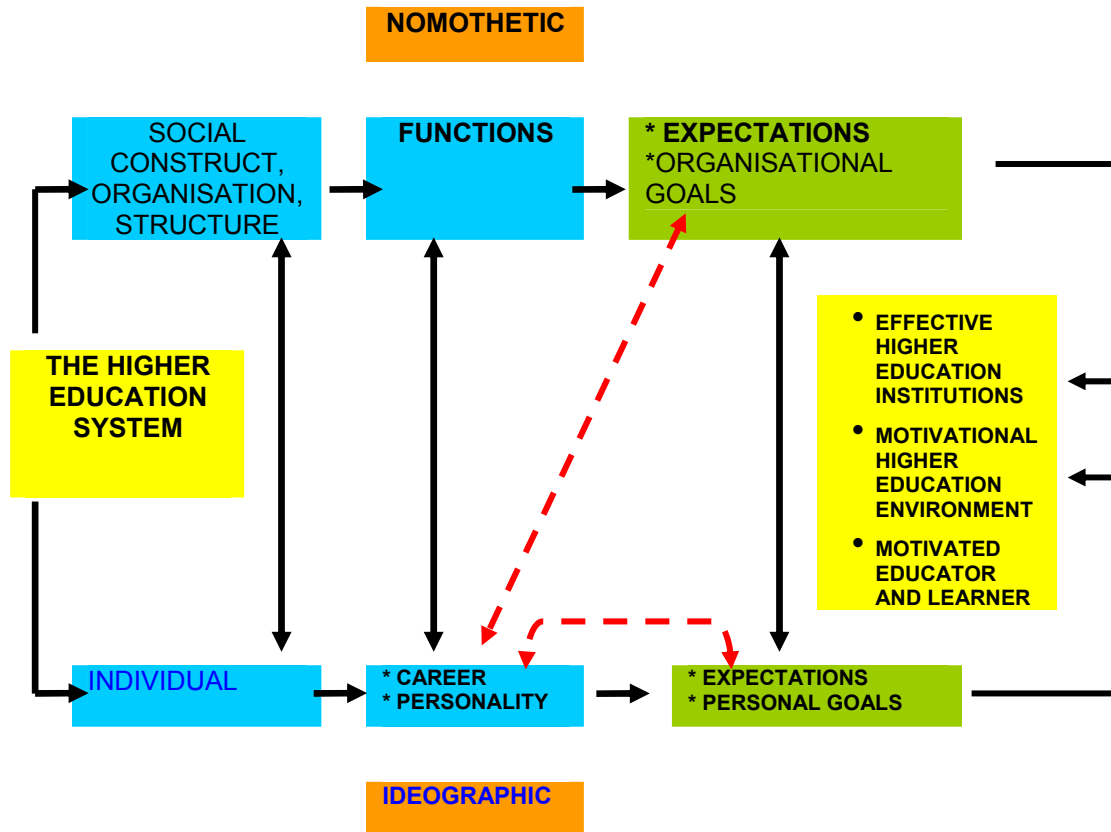 NOMOTHETIC
SOCIAL
CONSTRUCT,
ORGANISATION,
STRUCTURE
FUNCTIONS
* EXPECTATIONS
*ORGANISATIONAL
GOALS
THE HIGHER
EDUCATION
SYSTEM
• EFFECTIVE
HIGHER
EDUCATION
INSTITUTIONS
• MOTIVATIONAL
HIGHER
EDUCATION
ENVIRONMENT
• MOTIVATED
EDUCATOR
AND LEARNER
INDIVIDUAL
* CAREER
* PERSONALITY
* EXPECTATIONS
* PERSONAL GOALS
IDEOGRAPHIC